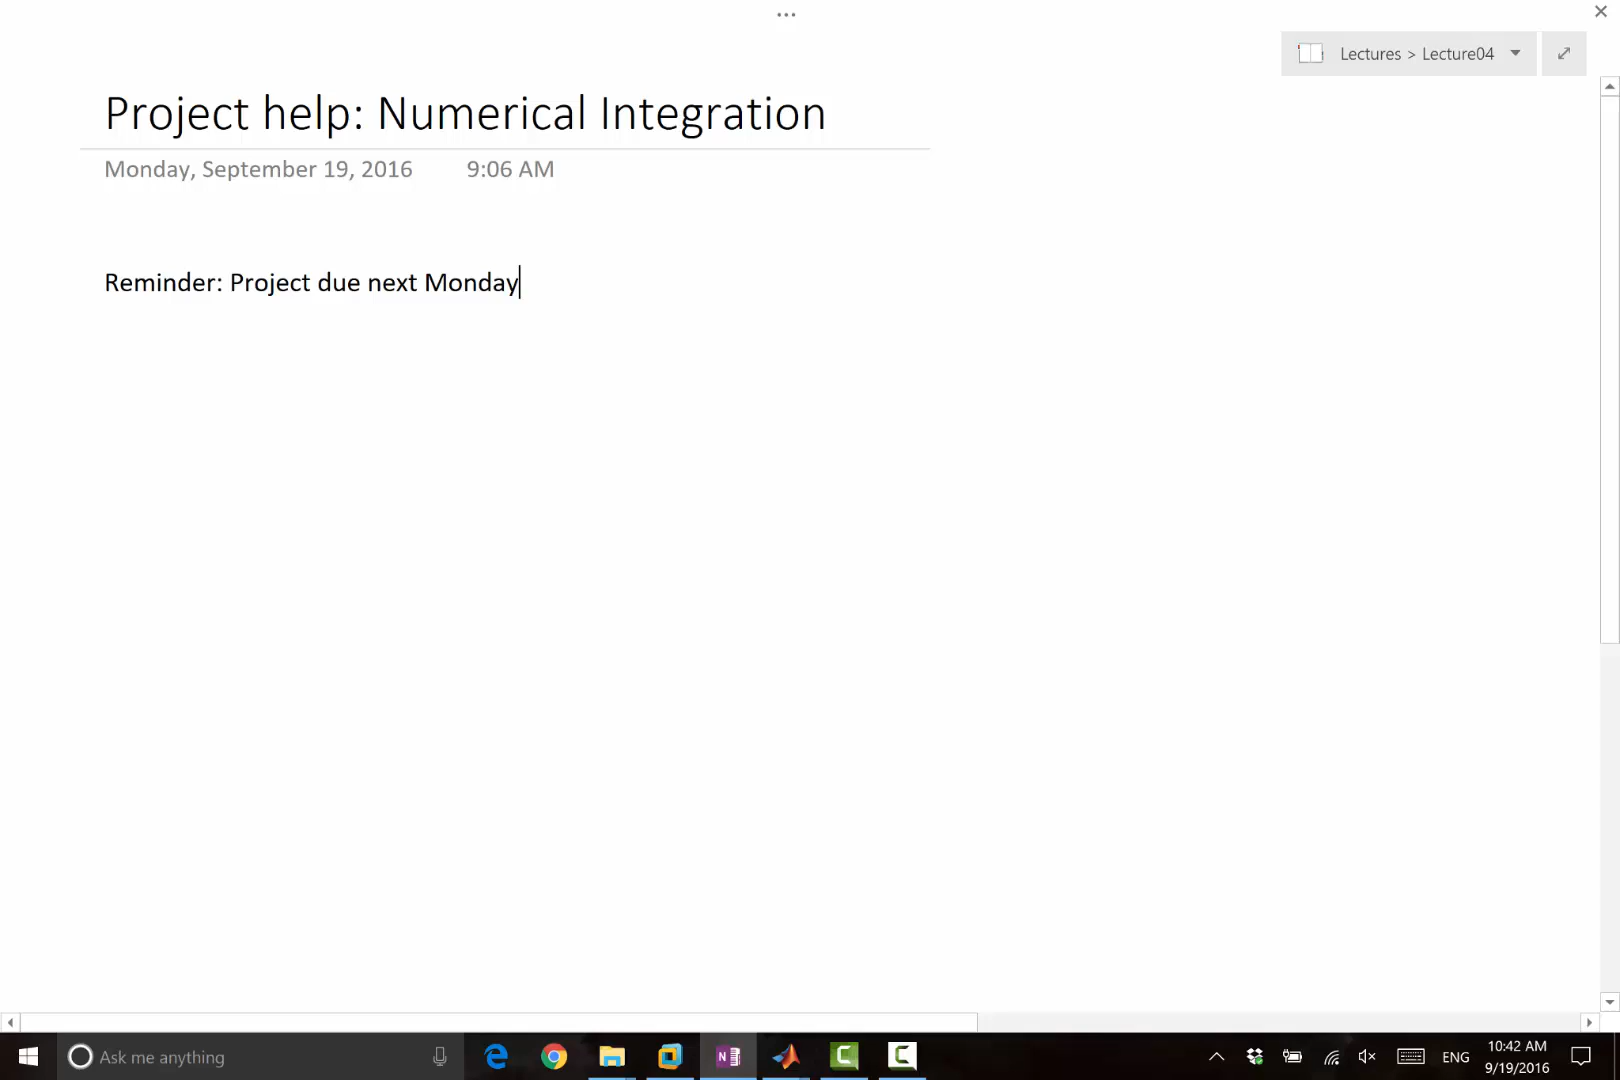 Lectures > Lecture04
Project help: Numerical Integration
Monday, September 19, 2016 9:06 AM
Reminder: Project due next Monday
Ask me anything
ENG
10:42 AM
9/19/2016